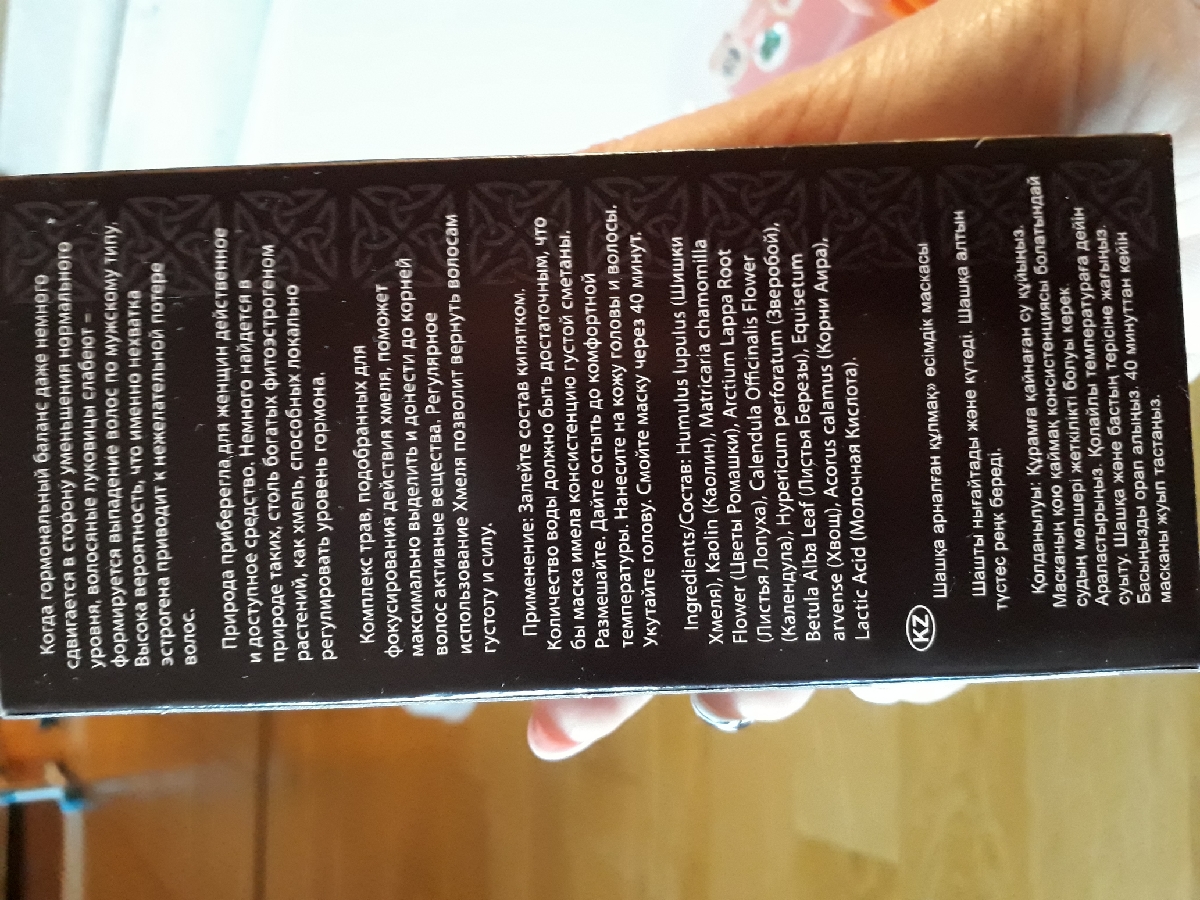 Когда гормональный баланс даже немного
сдвигается в сторону уменьшения нормального
уровня, волосяные луковицы слабеют –
формируется выпадение волос по мужскому типу.
Высока вероятность, что именно нехватка
эстрогена приводит к нежелательной потере
волос.
Природа приберегла для женщин действенное
и доступное средство. Немного найдется в
природе таких, столь богатых фитоэстрогеном
растений, как хмель, способных локально
регулировать уровень гормона.
Комплекс трав, подобранных для
фокусирования действия хмеля, поможет
максимально выделить и донести до корней
волос активные вещества. Регулярное
использование Хмеля позволит вернуть волосам
густоту и силу.
Применение: Залейте состав кипятком.
Количество воды должно быть достаточным, что
бы маска имела консистенцию густой сметаны.
Размешайте. Дайте остыть до комфортной
температуры. Нанесите на кожу головы и волосы.
Укутайте голову. Смойте маску через 40 минут.
Ingredients/Состав: Humulus lupulus (Шишки
Хмеля), Kaolin (Каолин), Matricaria chamomilla
Flower (Цветы Ромашки), Arctium Lappa Root
(Листья Лопуха), Calendula Officinalis Flower
(Календула), Hypericum perforatum (Зверобой),
Betula Alba Leaf (Листья Березы), Equisetum
arvense (Хвощ), Acorus calamus (Корни Аира),
Lactic Acid (Молочная Кислота).
KZ
Шашқа арналған «Құлмақ» өсімдік маскасы
Шашты нығайтады және күтеді. Шашқа алтын
түстес реңк береді.
Қолданылуы: Құрамға қайнаған су құйыңыз.
Масканың қою қаймақ консистенциясы болатындай
судың мөлшері жеткілікті болуы керек.
Араластырыңыз. Қолайлы температураға дейін
суыту. Шашқа және бастың терісіне жағыңыз.
Басыңызды орап алыңыз. 40 минуттан кейін
масканы жуып тастаңыз.